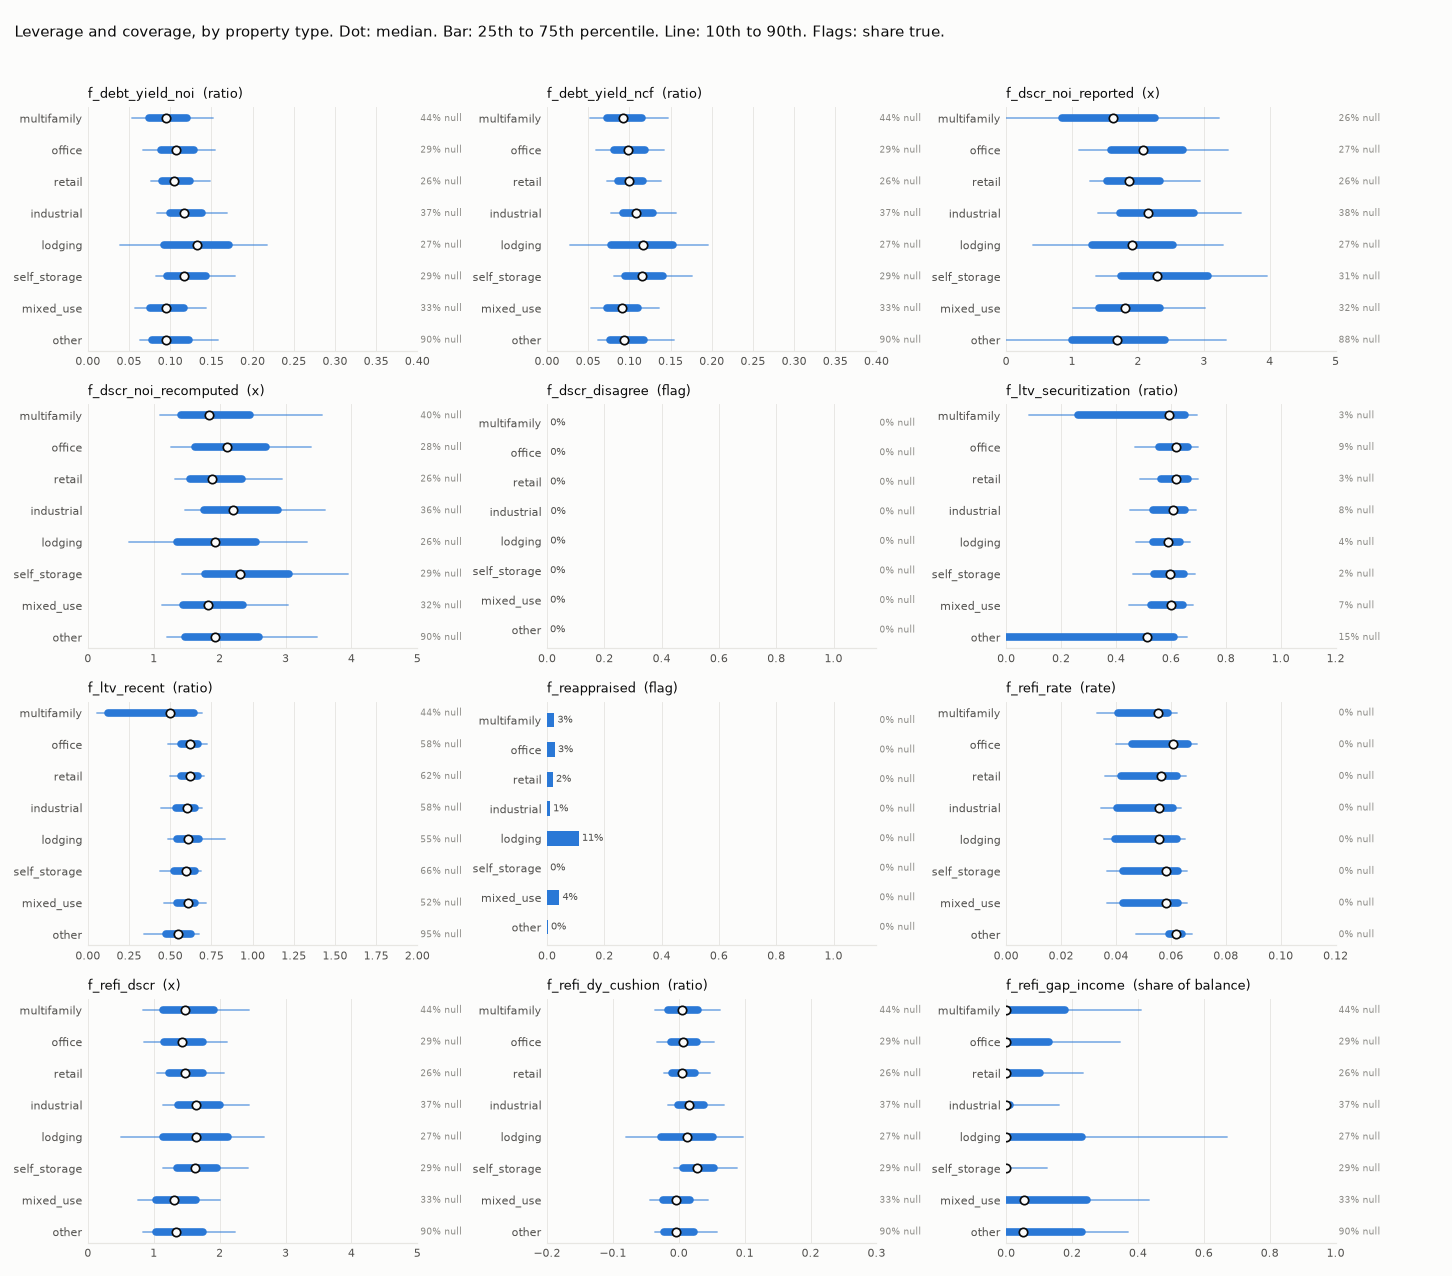 Leverage and coverage, by property type. Dot: median. Bar: 25th to 75th percentile. Line: 10th to 90th. Flags: share true.
f_debt_yield_noi (ratio)
multifamily 44% null
office 29% null
retail 26% null
industrial 37% null
lodging 27% null
self_storage 29% null
mixed_use 33% null
other 90% null
0.00 0.05 0.10 0.15 0.20 0.25 0.30 0.35 0.40
f_debt_yield_ncf (ratio)
multifamily 44% null
office 29% null
retail 26% null
industrial 37% null
lodging 27% null
self_storage 29% null
mixed_use 33% null
other 90% null
0.00 0.05 0.10 0.15 0.20 0.25 0.30 0.35 0.40
f_dscr_noi_reported (x)
multifamily 26% null
office 27% null
retail 26% null
industrial 38% null
lodging 27% null
self_storage 31% null
mixed_use 32% null
other 88% null
0 1 2 3 4 5
f_dscr_noi_recomputed (x)
multifamily 40% null
office 28% null
retail 26% null
industrial 36% null
lodging 26% null
self_storage 29% null
mixed_use 32% null
other 90% null
0 1 2 3 4 5
f_dscr_disagree (flag)
multifamily 0% 0% null
office 0% 0% null
retail 0% 0% null
industrial 0% 0% null
lodging 0% 0% null
self_storage 0% 0% null
mixed_use 0% 0% null
other 0% 0% null
0.0 0.2 0.4 0.6 0.8 1.0
f_ltv_securitization (ratio)
multifamily 3% null
office 9% null
retail 3% null
industrial 8% null
lodging 4% null
self_storage 2% null
mixed_use 7% null
other 15% null
0.0 0.2 0.4 0.6 0.8 1.0 1.2
f_ltv_recent (ratio)
multifamily 44% null
office 58% null
retail 62% null
industrial 58% null
lodging 55% null
self_storage 66% null
mixed_use 52% null
other 95% null
0.00 0.25 0.50 0.75 1.00 1.25 1.50 1.75 2.00
f_reappraised (flag)
multifamily 3% 0% null
office 3% 0% null
retail 2% 0% null
industrial 1% 0% null
lodging 11% 0% null
self_storage 0% 0% null
mixed_use 4% 0% null
other 0% 0% null
0.0 0.2 0.4 0.6 0.8 1.0
f_refi_rate (rate)
multifamily 0% null
office 0% null
retail 0% null
industrial 0% null
lodging 0% null
self_storage 0% null
mixed_use 0% null
other 0% null
0.00 0.02 0.04 0.06 0.08 0.10 0.12
f_refi_dscr (x)
multifamily 44% null
office 29% null
retail 26% null
industrial 37% null
lodging 27% null
self_storage 29% null
mixed_use 33% null
other 90% null
0 1 2 3 4 5
f_refi_dy_cushion (ratio)
multifamily 44% null
office 29% null
retail 26% null
industrial 37% null
lodging 27% null
self_storage 29% null
mixed_use 33% null
other 90% null
−0.2 −0.1 0.0 0.1 0.2 0.3
f_refi_gap_income (share of balance)
multifamily 44% null
office 29% null
retail 26% null
industrial 37% null
lodging 27% null
self_storage 29% null
mixed_use 33% null
other 90% null
0.0 0.2 0.4 0.6 0.8 1.0